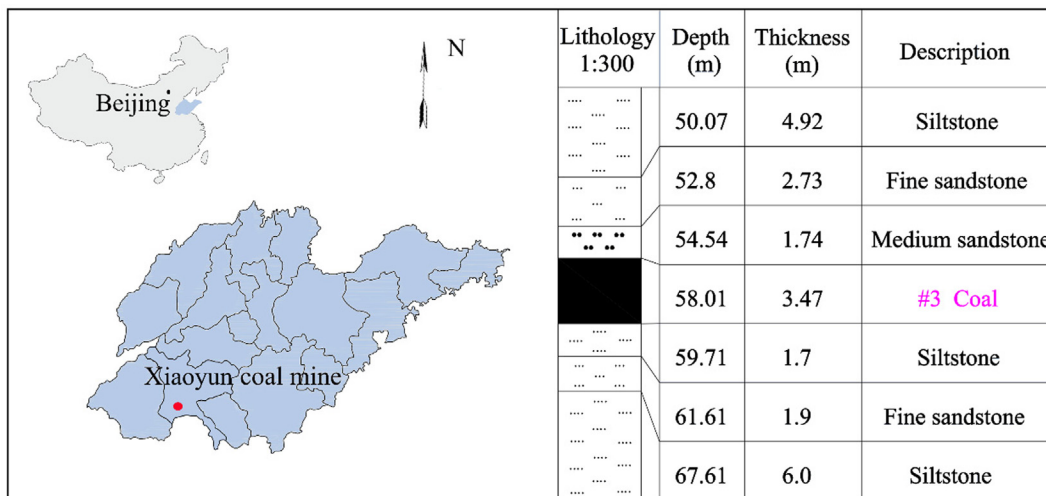 Beijing
N
Xiaoyun coal mine
Lithology Depth Thickness Description
1:300 (m) (m)
50.07 4.92 Siltstone
52.8 2.73 Fine sandstone
54.54 1.74 Medium sandstone
58.01 3.47 #3 Coal
59.71 1.7 Siltstone
61.61 1.9 Fine sandstone
67.61 6.0 Siltstone